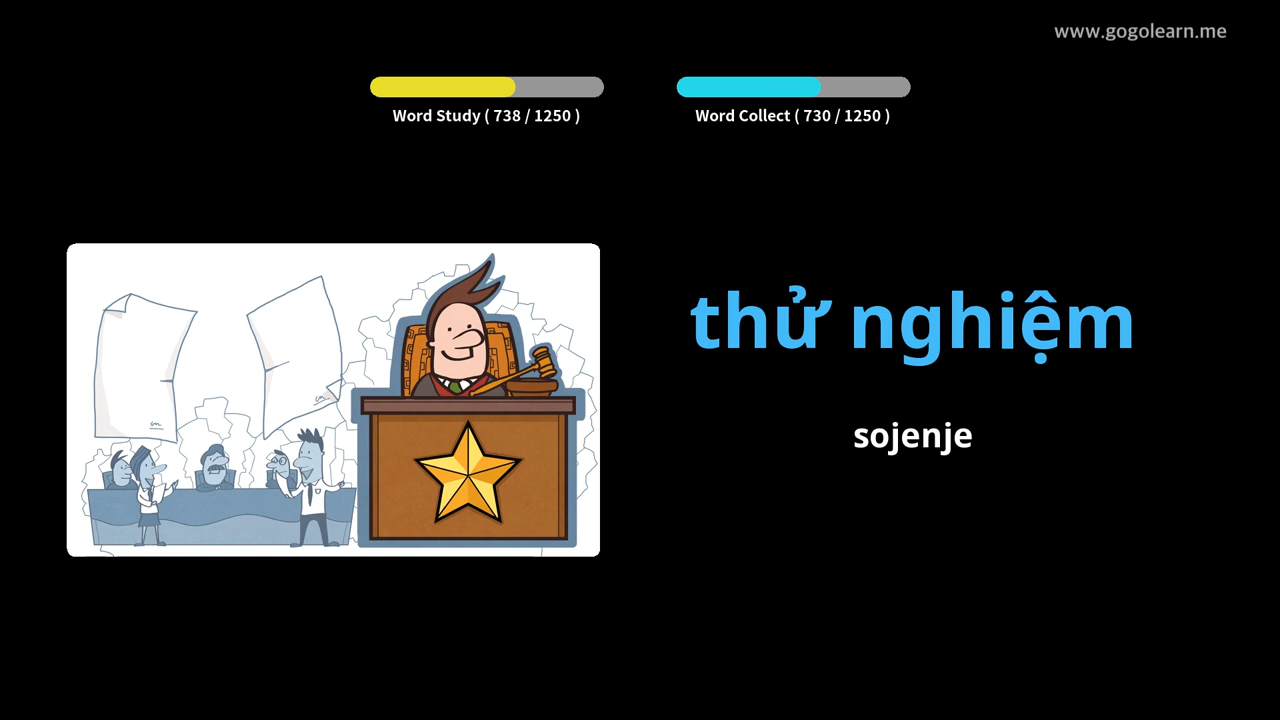 www.gogolearn.me
Word Study ( 738 / 1250 )
Word Collect ( 730 / 1250 )
thử nghiệm
sojenje